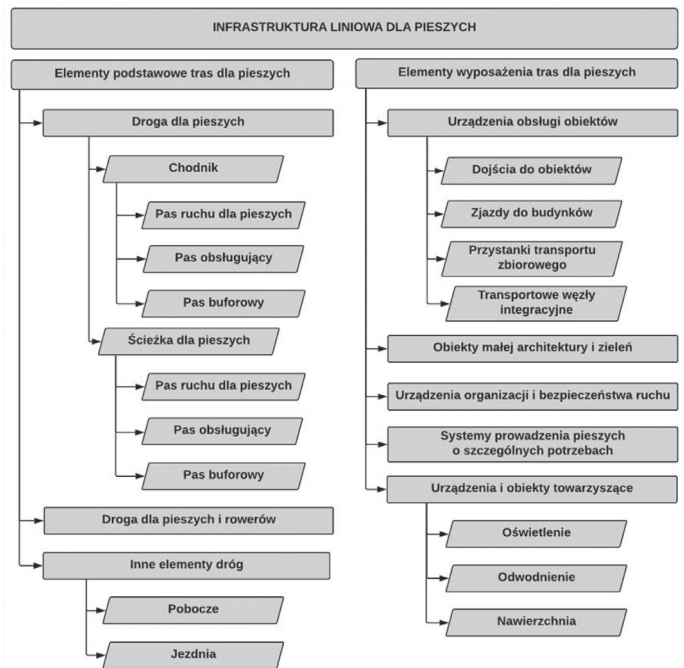 INFRASTRUKTURA LINIOWA DLA PIESZYCH
Elementy podstawowe tras dla pieszych
Droga dla pieszych
Chodnik
Pas ruchu dla pieszych
Pas obsługujący
Pas buforowy
Ścieżka dla pieszych
Pas ruchu dla pieszych
Pas obsługujący
Pas buforowy
Droga dla pieszych i rowerów
Inne elementy dróg
Pobocze
Jezdnia
Elementy wyposażenia tras dla pieszych
Urządzenia obsługi obiektów
Dojścia do obiektów
Zjazdy do budynków
Przystanki transportu
zbiorowego
Transportowe węzły
integracyjne
Obiekty małej architektury i zieleń
Urządzenia organizacji i bezpieczeństwa ruchu
Systemy prowadzenia pieszych
o szczególnych potrzebach
Urządzenia i obiekty towarzyszące
Oświetlenie
Odwodnienie
Nawierzchnia